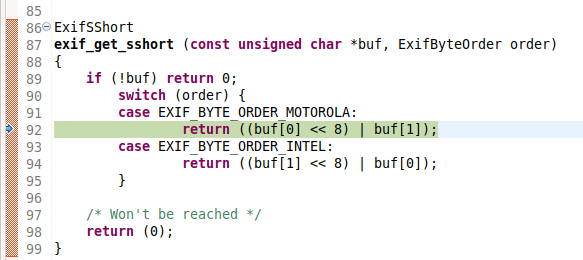 85
86 ExifSShort
87 exif_get_sshort (const unsigned char *buf, ExifByteOrder order)
88 {
89     if (!buf) return 0;
90         switch (order) {
91         case EXIF_BYTE_ORDER_MOTOROLA:
92                 return ((buf[0] << 8) | buf[1]);
93         case EXIF_BYTE_ORDER_INTEL:
94                 return ((buf[1] << 8) | buf[0]);
95         }
96
97     /* Won't be reached */
98     return (0);
99 }